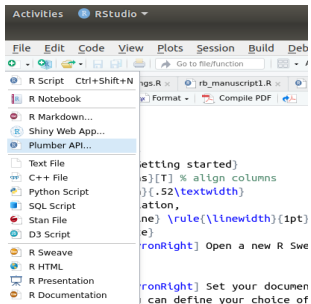 Activities RStudio
File Edit Code View Plots Session Build Deb
Go to file/function
R Script Ctrl+Shift+N
ngs.R × rb_manuscript1.R ×
R Notebook
Format Compile PDF
R Markdown...
Shiny Web App...
Plumber API...
Text File
C++ File
Python Script
SQL Script
Stan File
D3 Script
R Sweave
R HTML
R Presentation
R Documentation
etting started}
s}[T] % align columns
}{.52\textwidth}
ation,
ne} \rule{\linewidth}{1pt}
e}
ronRight] Open a new R Swe
ronRight] Set your documen
can define your choice of